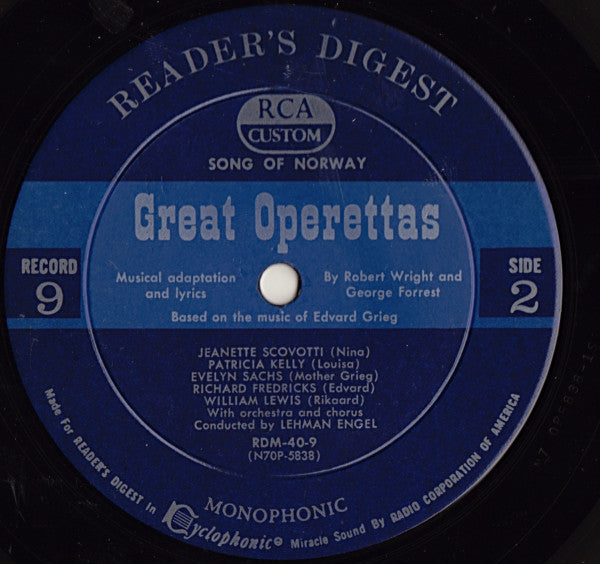 READER'S DIGEST
RCA
CUSTOM
SONG OF NORWAY
Great Operettas
RECORD
9
SIDE
2
Musical adaptation
and lyrics
By Robert Wright and
George Forrest
Based on the music of Edvard Grieg
JEANETTE SCOVOTTI (Nina)
PATRICIA KELLY (Louisa)
EVELYN SACHS (Mother Grieg)
RICHARD FREDRICKS (Edvard)
WILLIAM LEWIS (Rikaard)
With orchestra and chorus
Conducted by LEHMAN ENGEL
RDM-40-9
(N70P-5838)
MONOPHONIC
Made For READER'S DIGEST in Cyclophonic® Miracle Sound By RADIO CORPORATION OF AMERICA